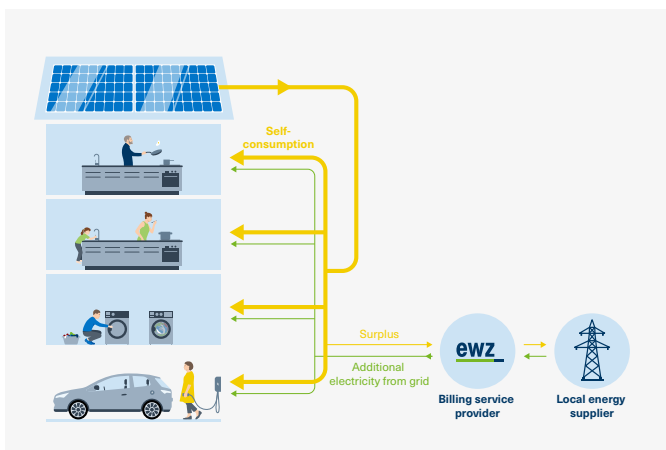 Self-
consumption
Surplus
Additional
electricity from grid
ewz
Billing service
provider
Local energy
supplier